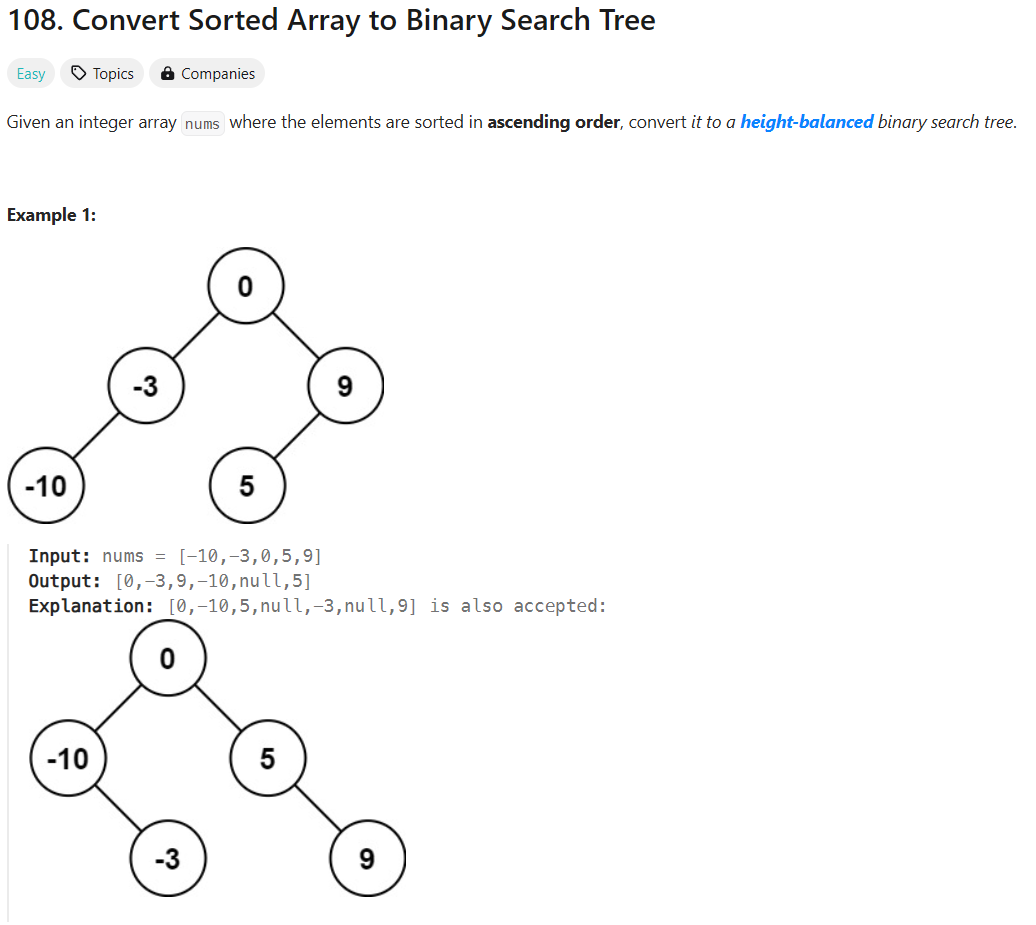 108. Convert Sorted Array to Binary Search Tree
Easy Topics Companies
Given an integer array nums where the elements are sorted in ascending order, convert it to a height-balanced binary search tree.
Example 1:
0
-3 9
-10 5
Input: nums = [-10,-3,0,5,9]
Output: [0,-3,9,-10,null,5]
Explanation: [0,-10,5,null,-3,null,9] is also accepted:
0
-10 5
-3 9